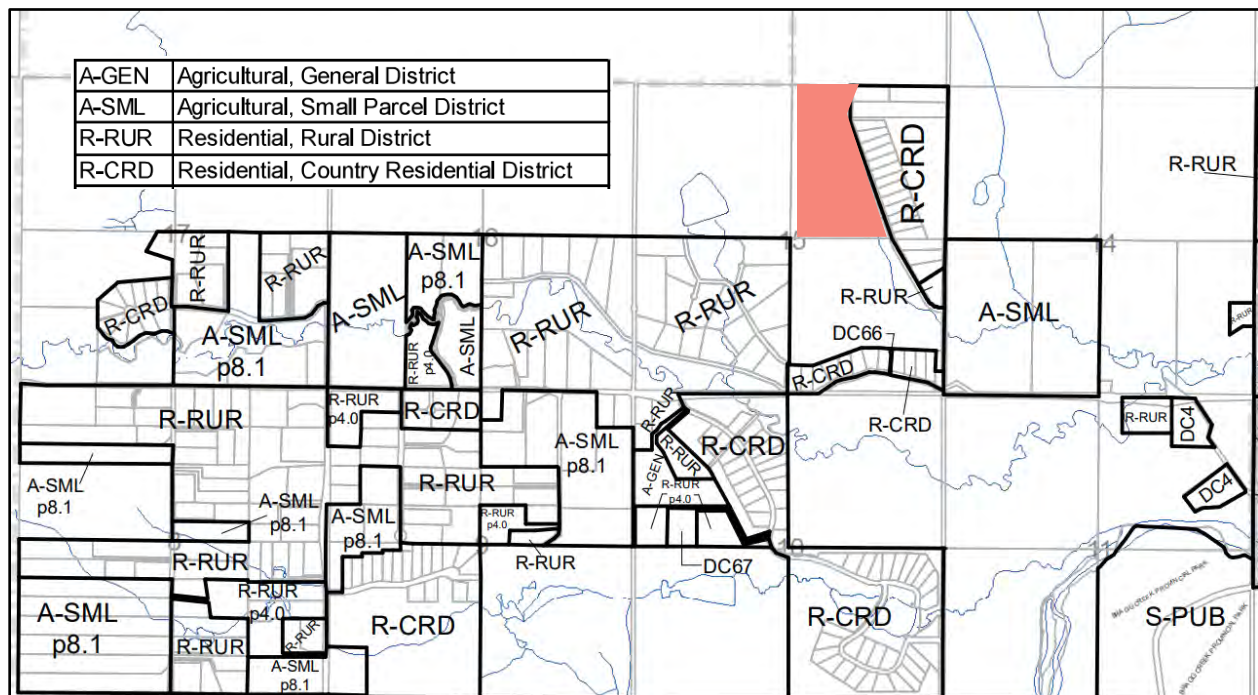 A-GEN Agricultural, General District
A-SML Agricultural, Small Parcel District
R-RUR Residential, Rural District
R-CRD Residential, Country Residential District
R-CRD
R-RUR
17
16
15
14
R-RUR
R-RUR
A-SML
p8.1
R-CRD
A-SML
R-RUR
R-RUR
R-RUR
A-SML
R-RUR
A-SML
p8.1
R-RUR
p4.0
A-SML
DC66
R-CRD
R-CRD
R-RUR
R-RUR
p4.0
R-CRD
R-RUR
R-CRD
R-RUR
DC4
A-SML
p8.1
R-RUR
A-GEN
R-RUR
p4.0
A-SML
p8.1
R-RUR
DC4
A-SML
p8.1
A-SML
p8.1
R-RUR
p4.0
R-RUR
R-RUR
DC67
10
11
A-SML
p8.1
R-RUR
p4.0
R-RUR
R-RUR
A-SML
p8.1
R-CRD
R-CRD
S-PUB